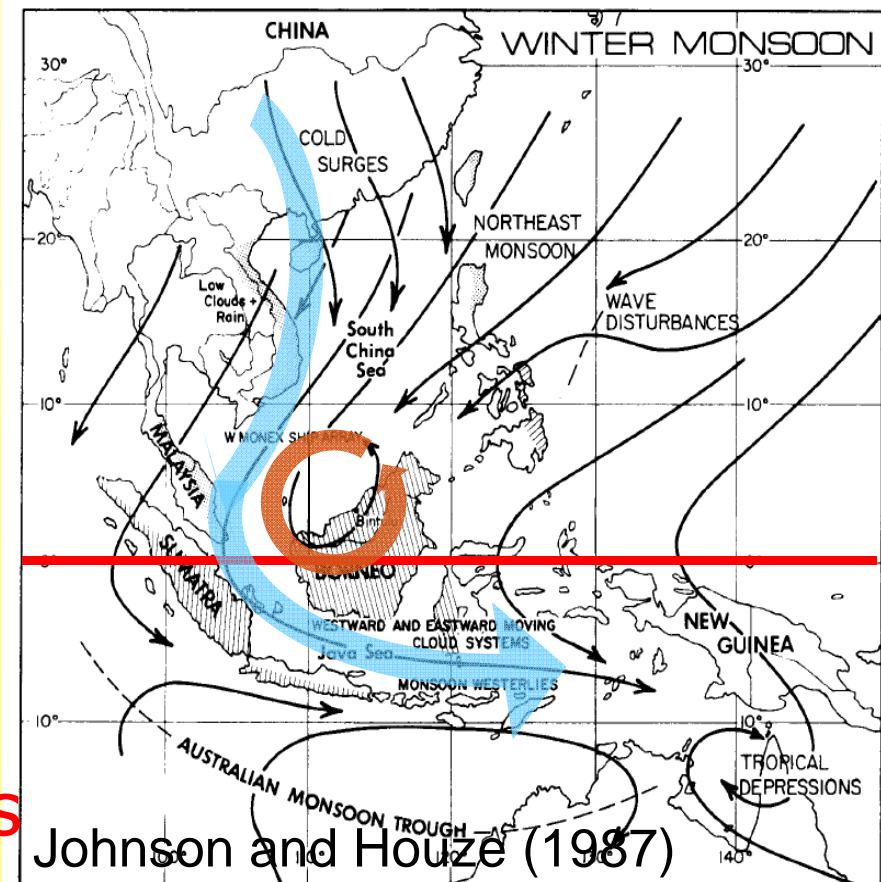 CHINA
WINTER MONSOON
30°
30°
COLD
SURGES
NORTHEAST
MONSOON
20°
20°
Low
Clouds +
Rain
WAVE
DISTURBANCES
South
China
Sea
10°
10°
W MONEX SHIP ARRAY
MALAYSIA
SUMATRA
BORNEO
WESTWARD AND EASTWARD MOVING
CLOUD SYSTEMS
Java Sea
NEW
GUINEA
MONSOON WESTERLIES
10°
10°
AUSTRALIAN MONSOON TROUGH
TROPICAL
DEPRESSIONS
s
Johnson and Houze (1987)
140°